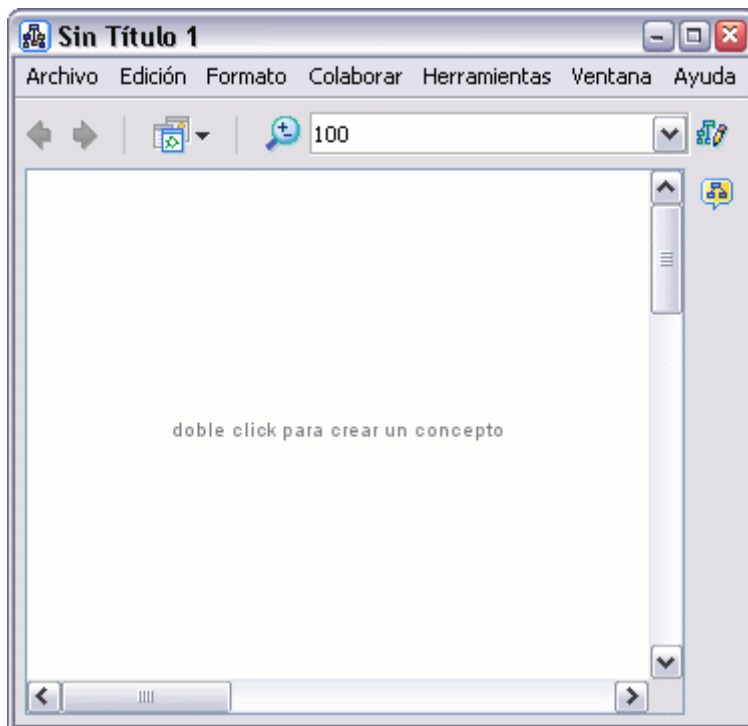 Sin Título 1
Archivo Edición Formato Colaborar Herramientas Ventana Ayuda
100
doble click para crear un concepto